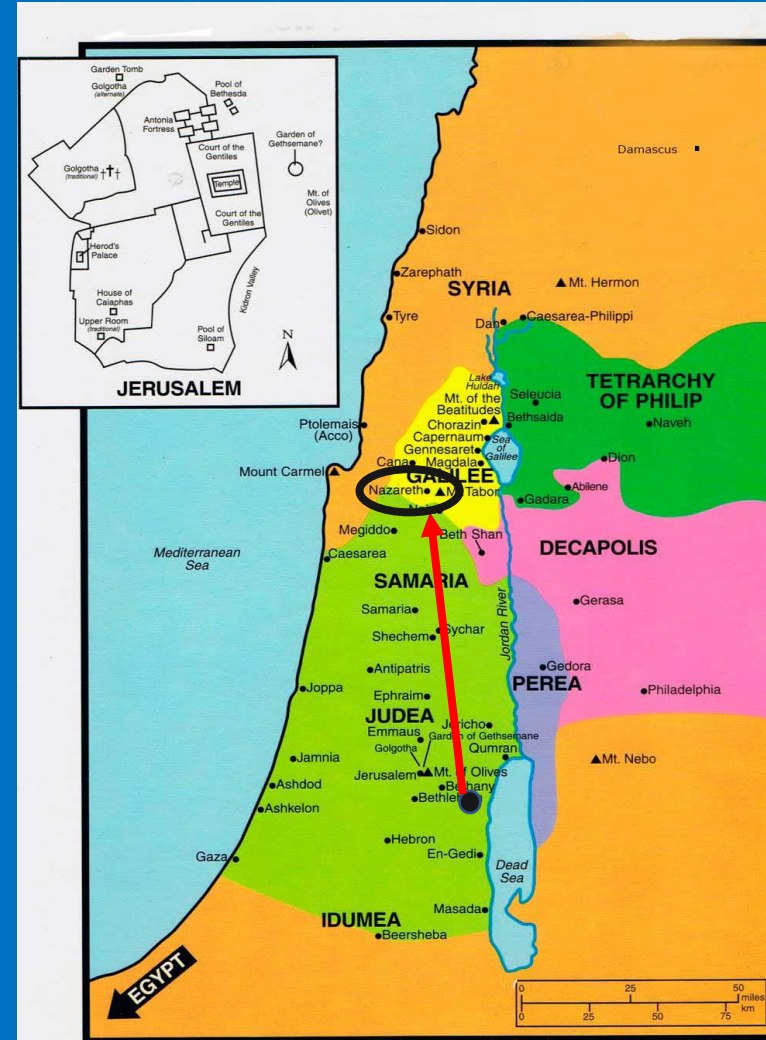 Garden Tomb
Golgotha
(alternate)
Pool of
Bethesda
Antonia
Fortress
Court of the
Gentiles
Garden of
Gethsemane?
Golgotha
(traditional)
Temple
Mt. of
Olives
(Olivet)
Court of the
Gentiles
Herod's
Palace
House of
Caiaphas
Upper Room
(traditional)
Kidron Valley
Pool of
Siloam
N
JERUSALEM
Damascus
Sidon
Zarephath
SYRIA
Mt. Hermon
Tyre
Dan
Caesarea-Philippi
Lake
Huldah
TETRARCHY
OF PHILIP
Mt. of the
Beatitudes
Seleucia
Chorazin
Bethsaida
Naveh
Ptolemais
(Acco)
Capernaum
Sea
of
Galilee
Gennesaret
Cana
Magdala
Dion
Mount Carmel
GALILEE
Nazareth
Mt. Tabor
Abilene
Gadara
Megiddo
Beth Shan
DECAPOLIS
Mediterranean
Sea
Caesarea
SAMARIA
Samaria
Gerasa
Sychar
Shechem
Jordan River
Antipatris
Gedora
Joppa
Ephraim
PEREA
Philadelphia
JUDEA
Jericho
Emmaus
Garden of Gethsemane
Golgotha
Qumran
Jamnia
Mt. Nebo
Jerusalem
Mt. of Olives
Ashdod
Bethany
Ashkelon
Hebron
En-Gedi
Gaza
Dead
Sea
Masada
IDUMEA
Beersheba
EGYPT
0 25 50
miles
km
0 25 50 75